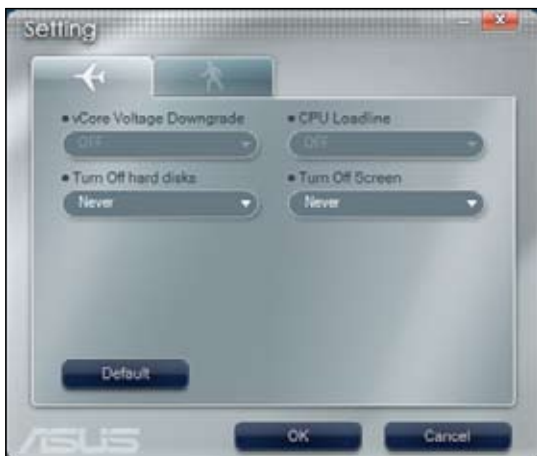 Setting
vCore Voltage Downgrade
OFF
CPU Loadline
OFF
Turn Off hard disks
Never
Turn Off Screen
Never
Default
ASUS
OK
Cancel